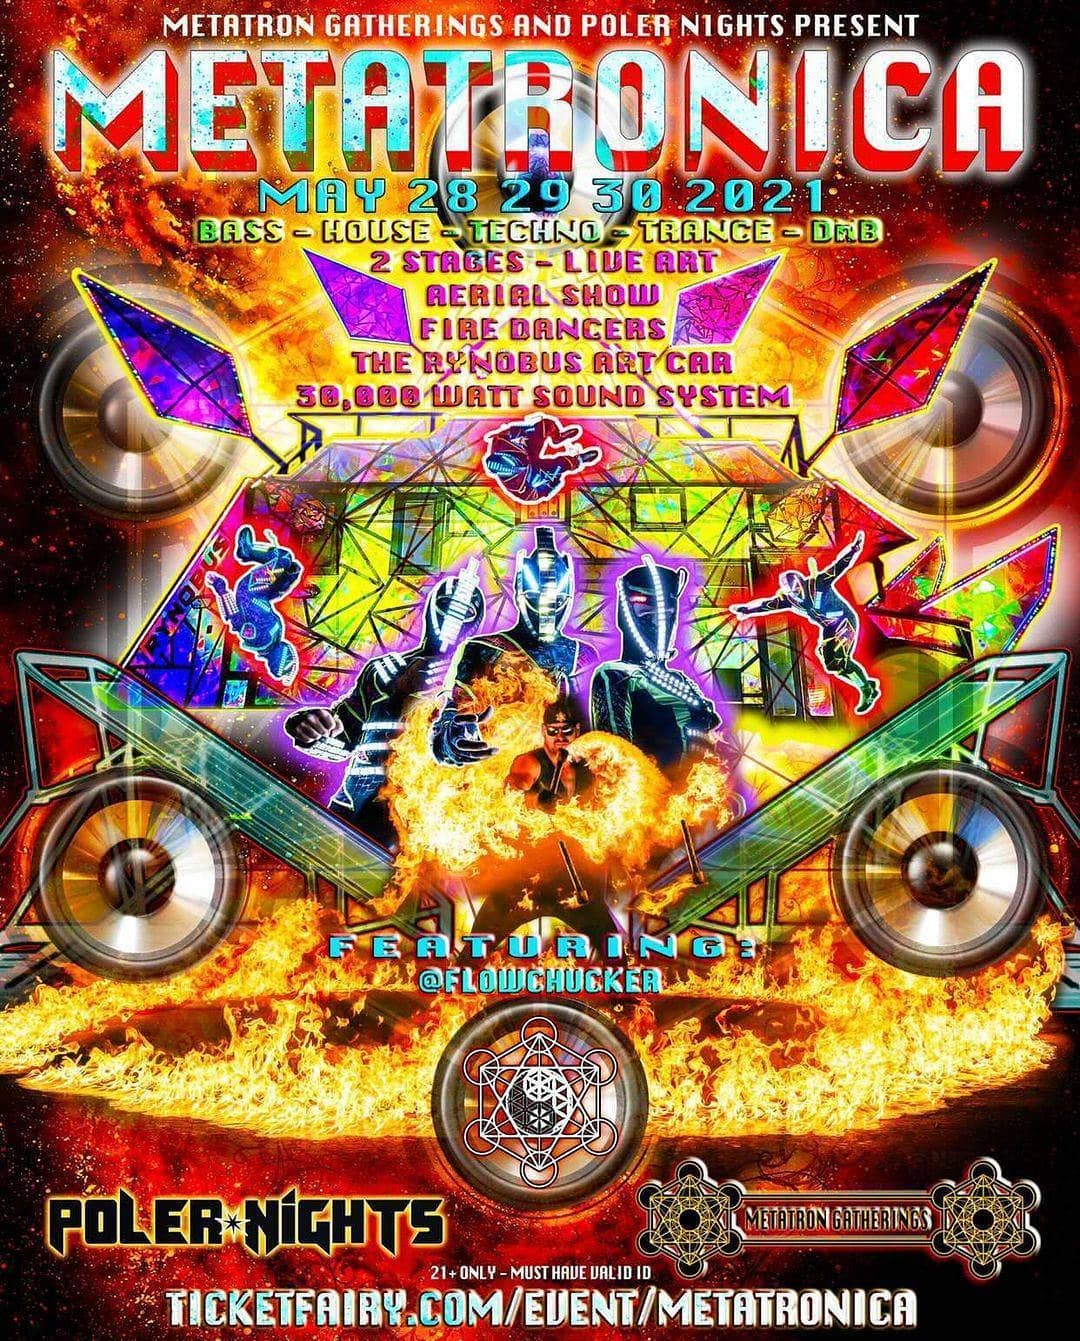 METATRON GATHERINGS AND POLER NIGHTS PRESENT
METATRONICA
MAY 28 29 30 2021
BASS - HOUSE - TECHNO - TRANCE - DnB
2 STAGES - LIVE ART
AERIAL SHOW
FIRE DANCERS
THE RYNOBUS ART CAR
30,000 WATT SOUND SYSTEM
FEATURING:
@FLOWCHUCKER
POLER NiGHTS
METATRON GATHERINGS
21+ ONLY - MUST HAVE VALID ID
TICKETFAIRY.COM/EVENT/METATRONICA